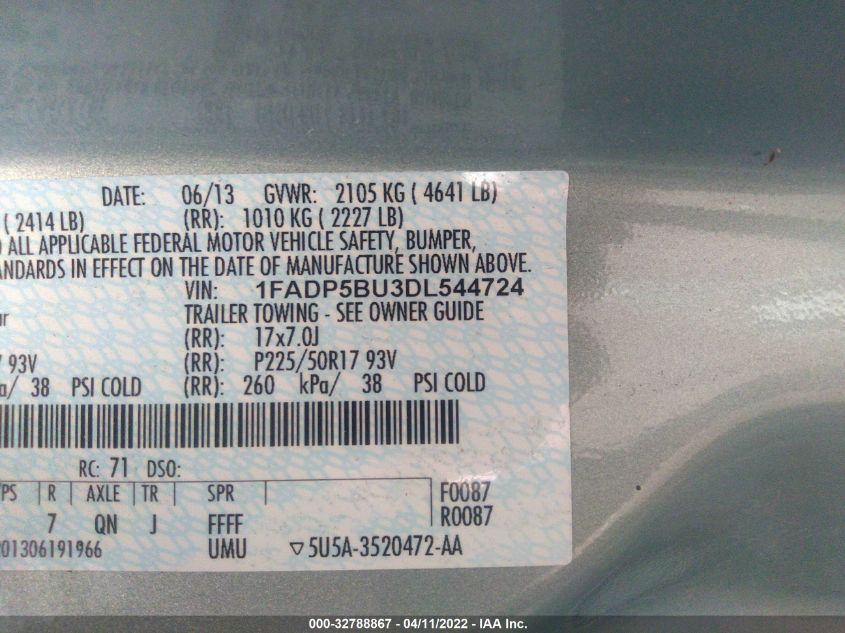 DATE: 06/13 GVWR: 2105 KG ( 4641 LB)
( 2414 LB) (RR): 1010 KG ( 2227 LB)
ALL APPLICABLE FEDERAL MOTOR VEHICLE SAFETY, BUMPER,
ANDARDS IN EFFECT ON THE DATE OF MANUFACTURE SHOWN ABOVE.
VIN: 1FADP5BU3DL544724
TRAILER TOWING - SEE OWNER GUIDE
(RR): 17x7.0J
93V (RR): P225/50R17 93V
a/ 38 PSI COLD (RR): 260 kPa/ 38 PSI COLD
RC: 71 DSO:
PS R AXLE TR SPR F0087
7 QN J FFFF R0087
201306191966 UMU ▽5U5A-3520472-AA
000-32788867 - 04/11/2022 - IAA Inc.